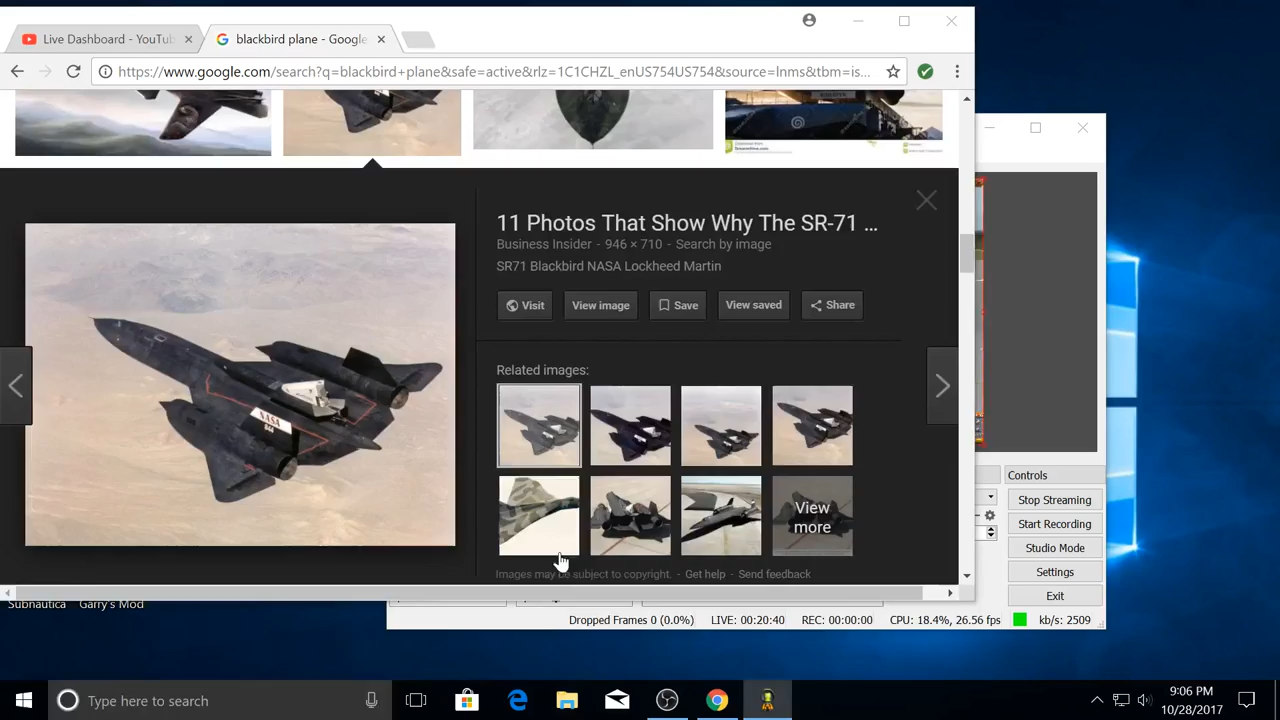 Live Dashboard - YouTu
blackbird plane - Google
https://www.google.com/search?q=blackbird+plane&safe=active&rlz=1C1CHZL_enUS754US754&source=lnms&tbm=is...
11 Photos That Show Why The SR-71 ...
Business Insider - 946 × 710 - Search by image
SR71 Blackbird NASA Lockheed Martin
Visit
View image
Save
View saved
Share
NASA
844
Related images:
View
more
Images may be subject to copyright. - Get help - Send feedback
Controls
Stop Streaming
Start Recording
Studio Mode
Settings
Exit
Subnautica
Garry's Mod
Dropped Frames 0 (0.0%)
LIVE: 00:20:40
REC: 00:00:00
CPU: 18.4%, 26.56 fps
kb/s: 2509
Type here to search
9:06 PM
10/28/2017